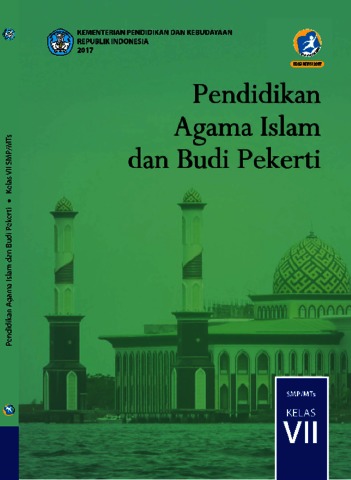 KEMENTERIAN PENDIDIKAN DAN KEBUDAYAAN
REPUBLIK INDONESIA
2017
Pendidikan
Agama Islam
dan Budi Pekerti
SMP/MTs
KELAS
VII
Pendidikan Agama Islam dan Budi Pekerti • Kelas VII SMP/MTs